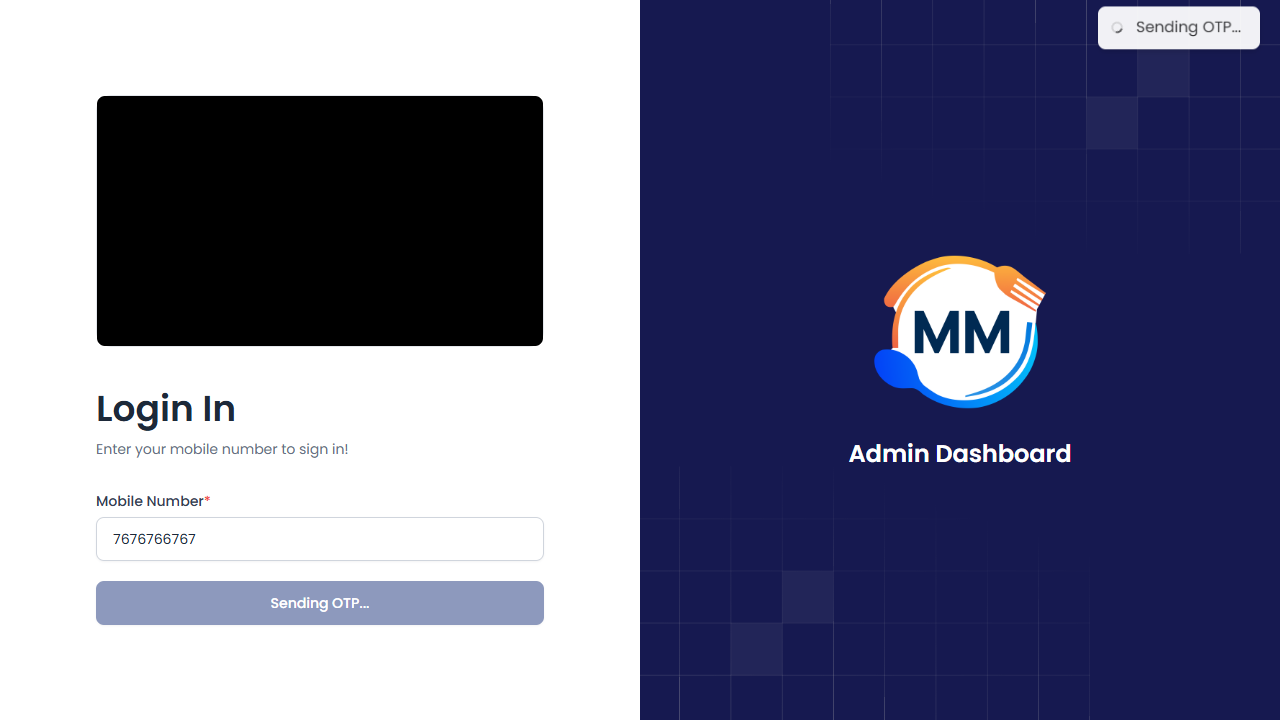 Sending OTP...
Login In
Enter your mobile number to sign in!
Mobile Number*
7676766767
Sending OTP...
MM
Admin Dashboard